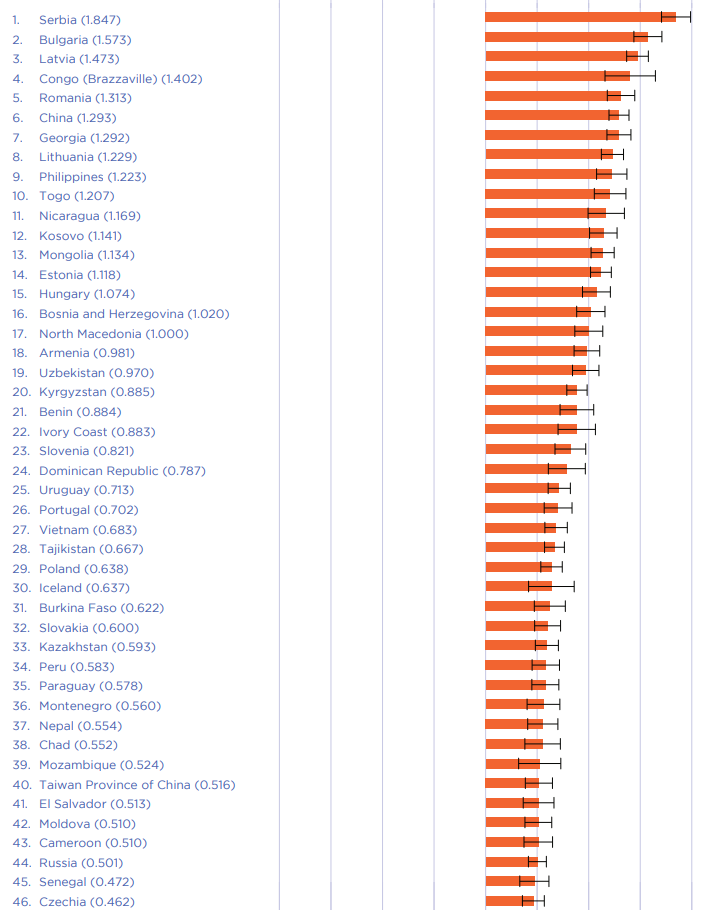 1. Serbia (1.847)
2. Bulgaria (1.573)
3. Latvia (1.473)
4. Congo (Brazzaville) (1.402)
5. Romania (1.313)
6. China (1.293)
7. Georgia (1.292)
8. Lithuania (1.229)
9. Philippines (1.223)
10. Togo (1.207)
11. Nicaragua (1.169)
12. Kosovo (1.141)
13. Mongolia (1.134)
14. Estonia (1.118)
15. Hungary (1.074)
16. Bosnia and Herzegovina (1.020)
17. North Macedonia (1.000)
18. Armenia (0.981)
19. Uzbekistan (0.970)
20. Kyrgyzstan (0.885)
21. Benin (0.884)
22. Ivory Coast (0.883)
23. Slovenia (0.821)
24. Dominican Republic (0.787)
25. Uruguay (0.713)
26. Portugal (0.702)
27. Vietnam (0.683)
28. Tajikistan (0.667)
29. Poland (0.638)
30. Iceland (0.637)
31. Burkina Faso (0.622)
32. Slovakia (0.600)
33. Kazakhstan (0.593)
34. Peru (0.583)
35. Paraguay (0.578)
36. Montenegro (0.560)
37. Nepal (0.554)
38. Chad (0.552)
39. Mozambique (0.524)
40. Taiwan Province of China (0.516)
41. El Salvador (0.513)
42. Moldova (0.510)
43. Cameroon (0.510)
44. Russia (0.501)
45. Senegal (0.472)
46. Czechia (0.462)